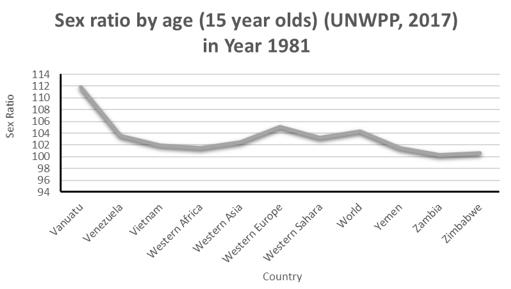 Sex ratio by age (15 year olds) (UNWPP, 2017)
in Year 1981
Sex Ratio
114
112
110
108
106
104
102
100
98
96
94
Vanuatu
Venezuela
Vietnam
Western Africa
Western Asia
Western Europe
Western Sahara
World
Yemen
Zambia
Zimbabwe
Country